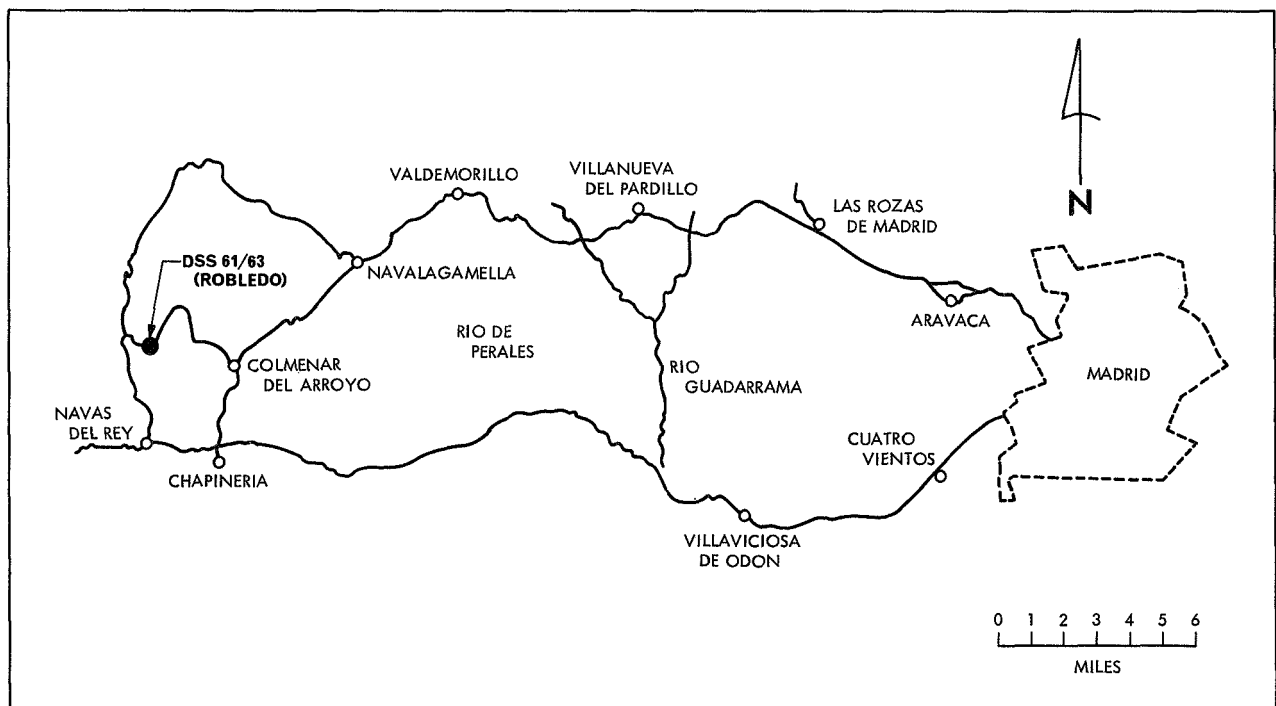 VALDEMORILLO
VILLANUEVA
DEL PARDILLO
LAS ROZAS
DE MADRID
N
DSS 61/63
(ROBLEDO)
NAVALAGAMELLA
ARAVACA
RIO DE
PERALES
COLMENAR
DEL ARROYO
RIO
GUADARRAMA
MADRID
NAVAS
DEL REY
CHAPINERIA
CUATRO
VIENTOS
VILLAVICIOSA
DE ODON
0 1 2 3 4 5 6
MILES